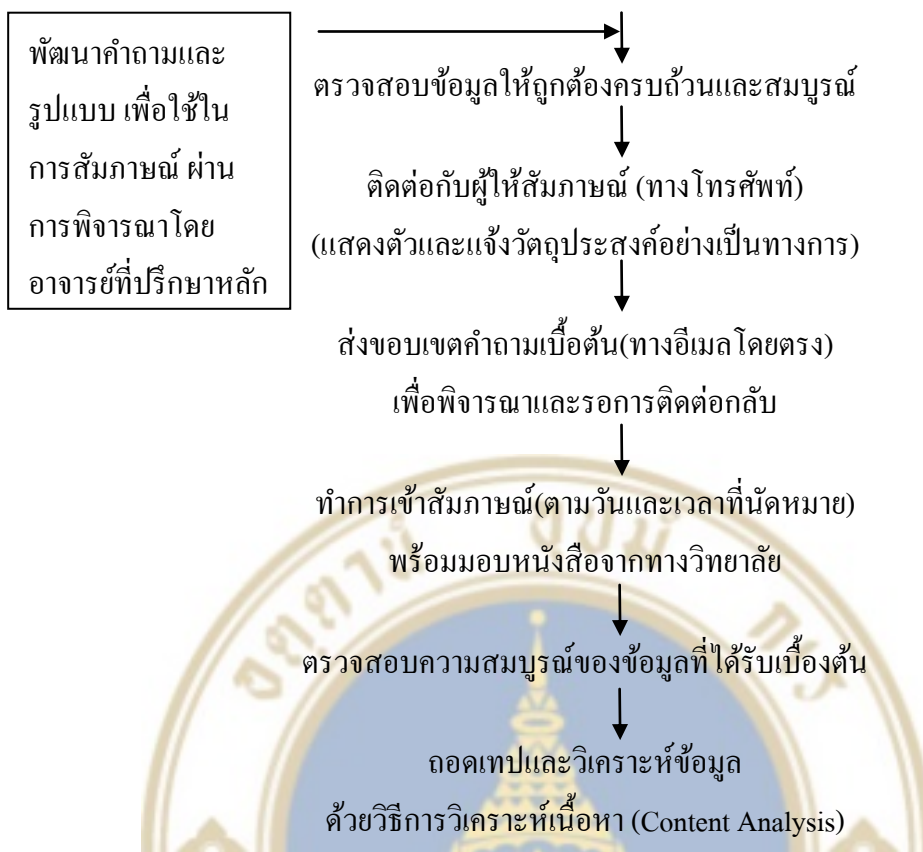 พัฒนาคำถามและ
รูปแบบ เพื่อใช้ใน
การสัมภาษณ์ ผ่าน
การพิจารณาโดย
อาจารย์ที่ปรึกษาหลัก
ตรวจสอบข้อมูลให้ถูกต้องครบถ้วนและสมบูรณ์
ติดต่อกับผู้ให้สัมภาษณ์ (ทางโทรศัพท์)
(แสดงตัวและแจ้งวัตถุประสงค์อย่างเป็นทางการ)
ส่งขอบเขตคำถามเบื้อต้น(ทางอีเมลโดยตรง)
เพื่อพิจารณาและรอการติดต่อกลับ
ทำการเข้าสัมภาษณ์(ตามวันและเวลาที่นัดหมาย)
พร้อมมอบหนังสือจากทางวิทยาลัย
ตรวจสอบความสมบูรณ์ของข้อมูลที่ได้รับเบื้องต้น
ถอดเทปและวิเคราะห์ข้อมูล
ด้วยวิธีการวิเคราะห์เนื้อหา (Content Analysis)